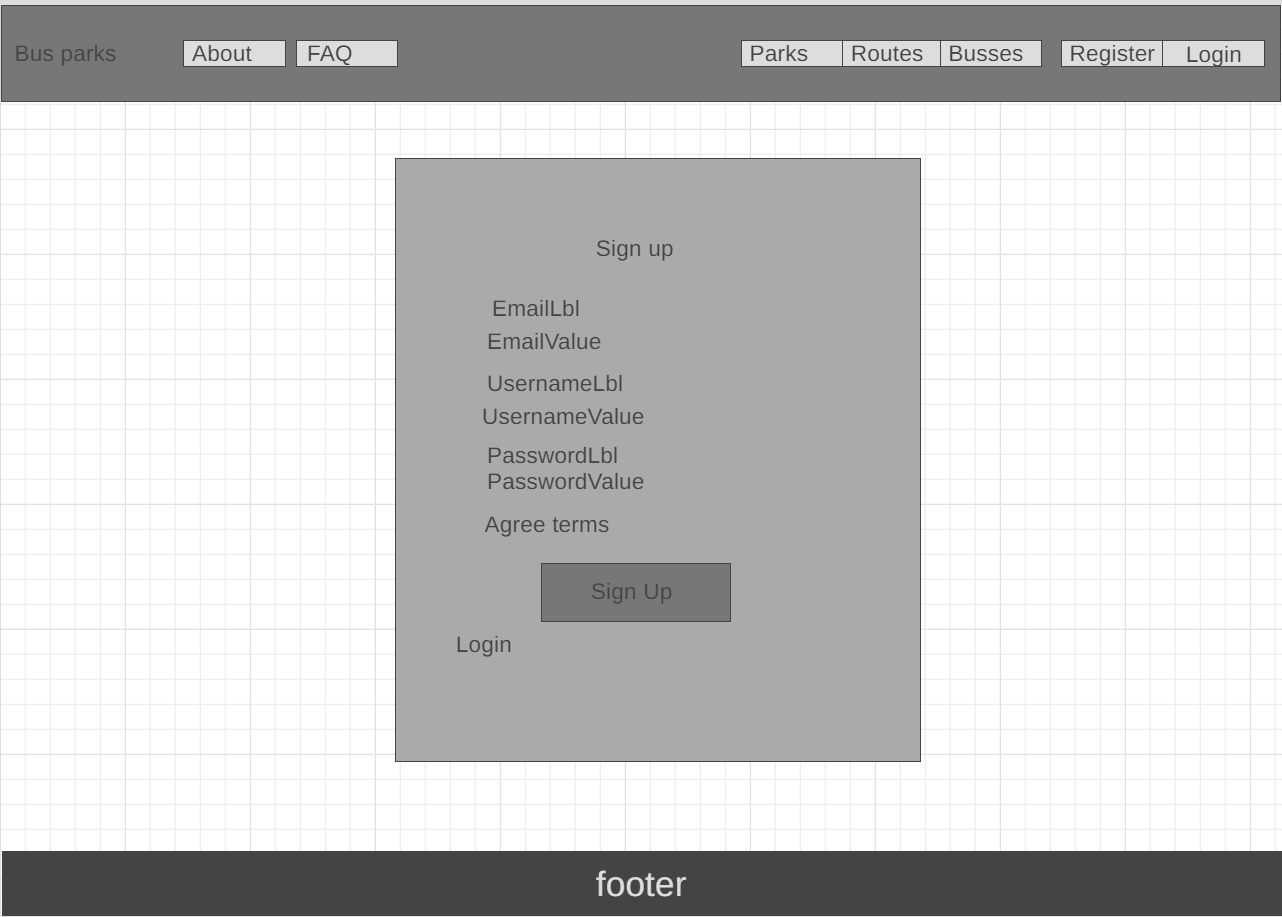 Bus parks About FAQ Parks Routes Busses Register Login
Sign up
EmailLbl
EmailValue
UsernameLbl
UsernameValue
PasswordLbl
PasswordValue
Agree terms
Sign Up
Login
footer